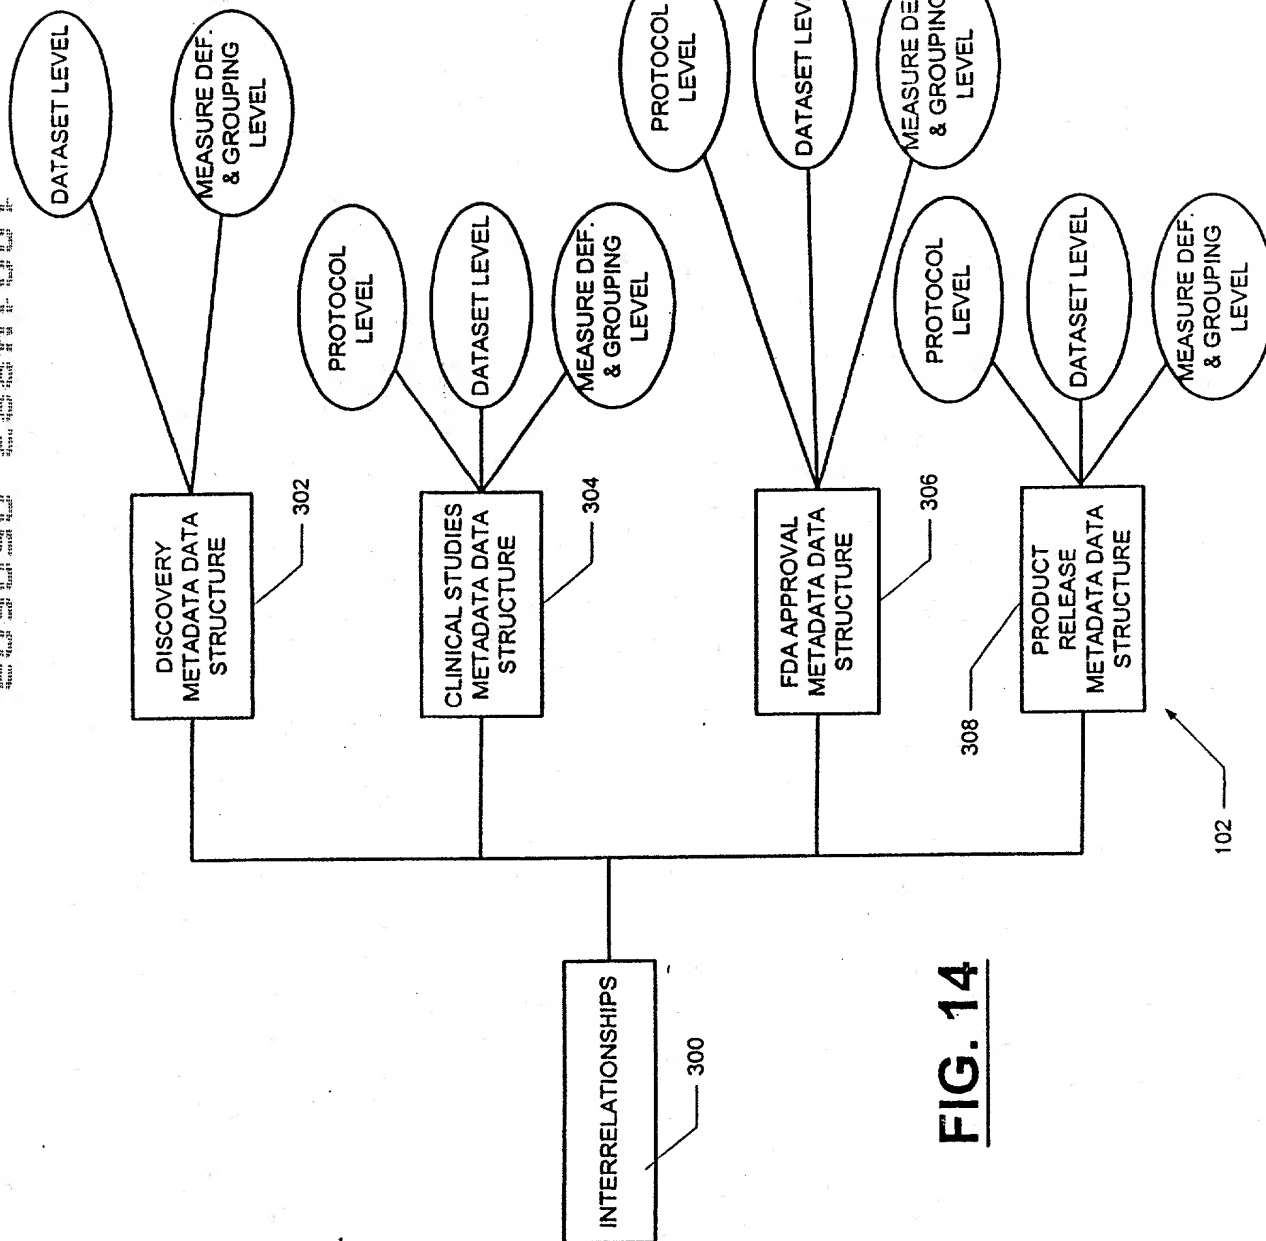 INTERRELATIONSHIPS
300
DISCOVERY
METADATA DATA
STRUCTURE
302
DATASET LEVEL
MEASURE DEF.
& GROUPING
LEVEL
CLINICAL STUDIES
METADATA DATA
STRUCTURE
304
PROTOCOL
LEVEL
DATASET LEVEL
MEASURE DEF.
& GROUPING
LEVEL
FDA APPROVAL
METADATA DATA
STRUCTURE
306
PROTOCOL
LEVEL
DATASET LEV
MEASURE DE
& GROUPING
LEVEL
PRODUCT
RELEASE
METADATA DATA
STRUCTURE
308
PROTOCOL
LEVEL
DATASET LEVEL
MEASURE DEF.
& GROUPING
LEVEL
102
FIG. 14